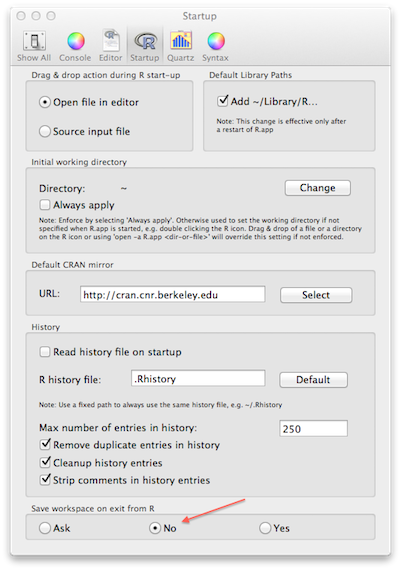 Startup
Show All Console Editor Startup Quartz Syntax
Drag & drop action during R start-up
Open file in editor
Source input file
Default Library Paths
Add ~/Library/R...
Note: This change is effective only after
a restart of R.app
Initial working directory
Directory: ~ Change
Always apply
Note: Enforce by selecting 'Always apply'. Otherwise used to set the working directory if not
specified when R.app is started, e.g. double clicking the R icon. Drag & drop of a file or a directory
on the R icon or using 'open -a R.app <dir-or-file>' will override this setting if not enforced.
Default CRAN mirror
URL: http://cran.cnr.berkeley.edu Select
History
Read history file on startup
R history file: .Rhistory Default
Note: Use a fixed path to always use the same history file, e.g. ~/.Rhistory
Max number of entries in history: 250
Remove duplicate entries in history
Cleanup history entries
Strip comments in history entries
Save workspace on exit from R
Ask No Yes